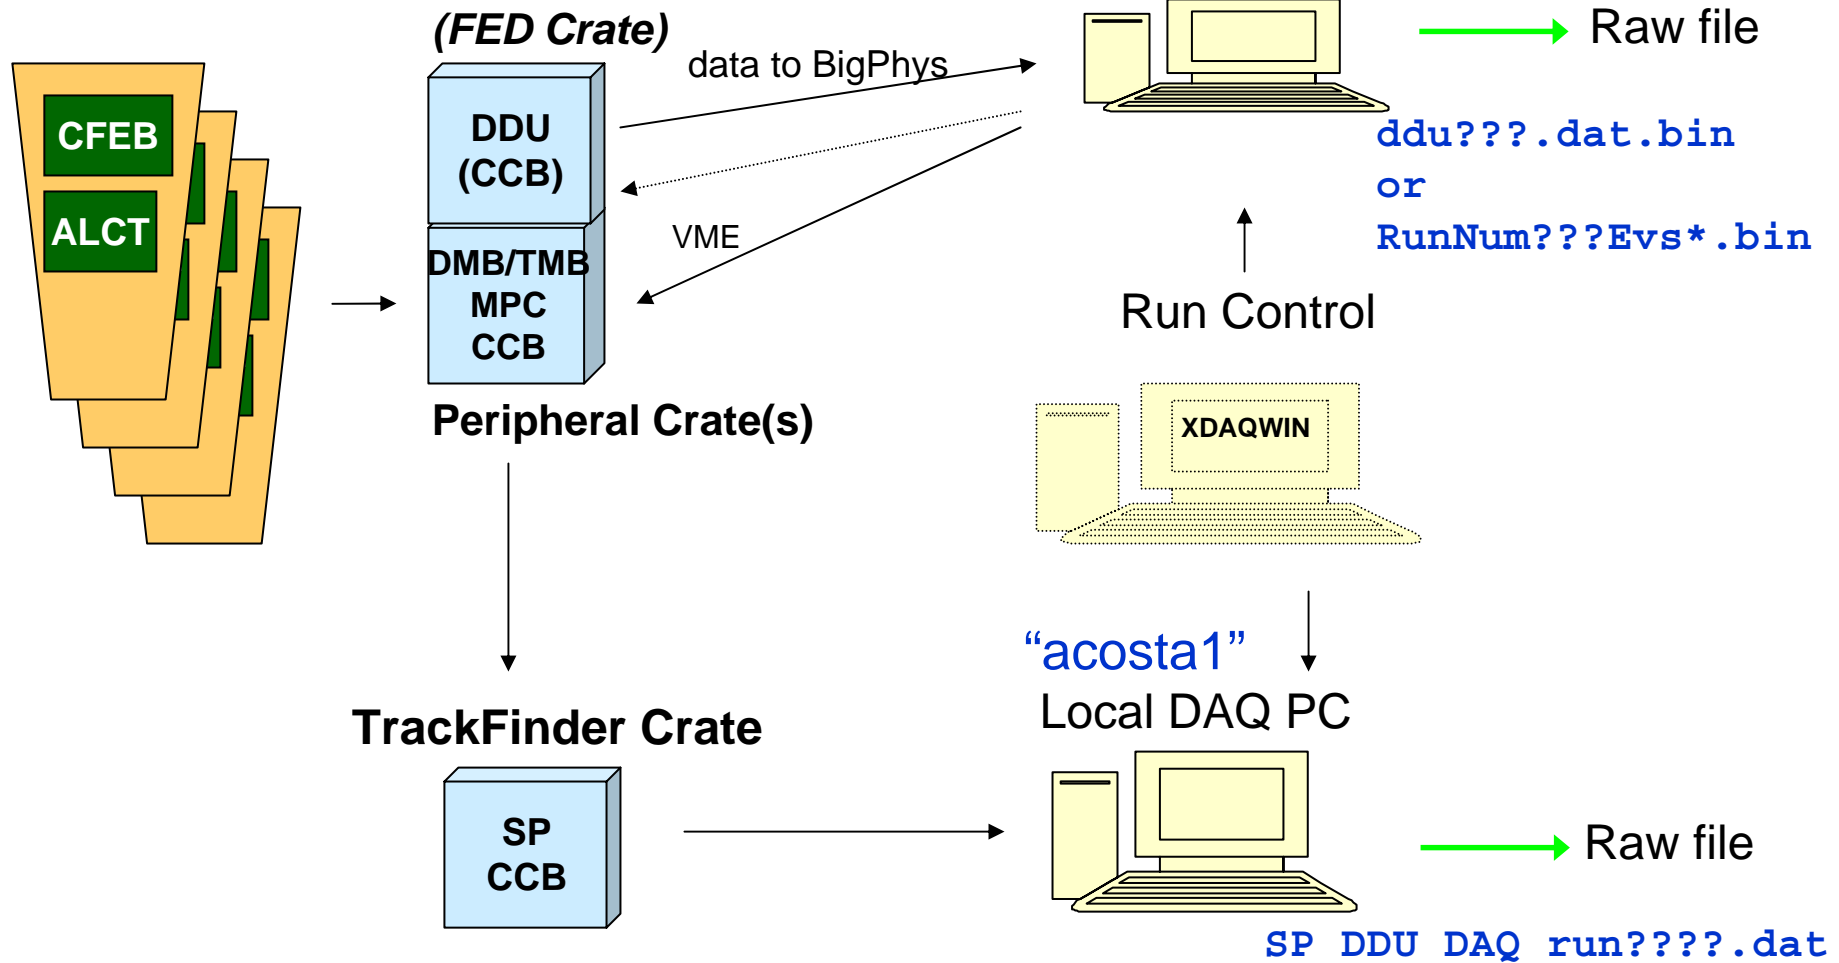 (FED Crate)
data to BigPhys
Raw file
CFEB
ALCT
DDU
(CCB)
ddu???.dat.bin
or
RunNum???Evs*.bin
VME
DMB/TMB
MPC
CCB
Run Control
Peripheral Crate(s)
XDAQWIN
“acosta1”
Local DAQ PC
TrackFinder Crate
SP
CCB
Raw file
SP DDU DAQ run????.dat